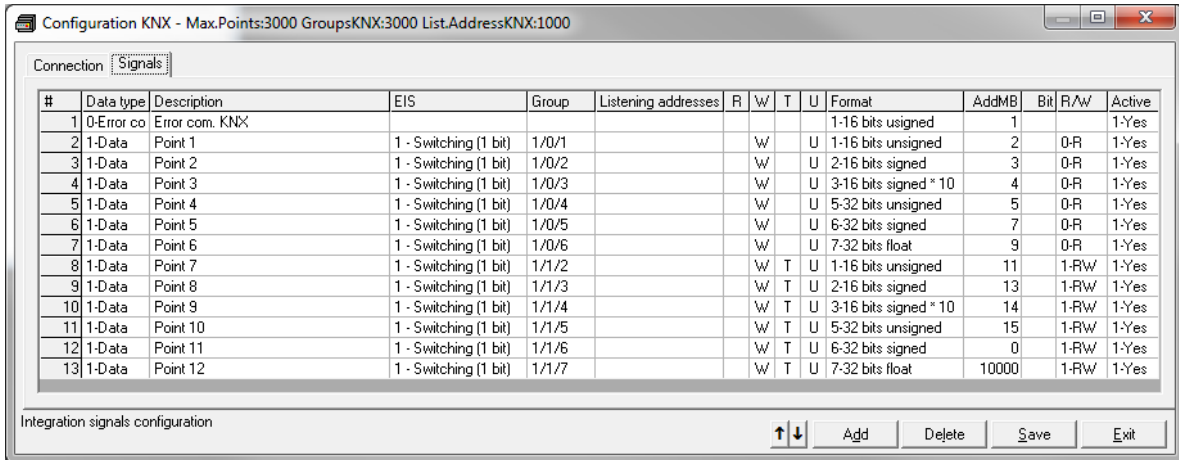 Configuration KNX - Max.Points:3000 GroupsKNX:3000 List.AddressKNX:1000
Connection Signals
# Data type Description EIS Group Listening addresses R W T U Format AddMB Bit R/W Active
1 0-Error co Error com. KNX 1-16 bits usigned 1 1-Yes
2 1-Data Point 1 1 - Switching (1 bit) 1/0/1 W U 1-16 bits unsigned 2 0-R 1-Yes
3 1-Data Point 2 1 - Switching (1 bit) 1/0/2 W U 2-16 bits signed 3 0-R 1-Yes
4 1-Data Point 3 1 - Switching (1 bit) 1/0/3 W U 3-16 bits signed * 10 4 0-R 1-Yes
5 1-Data Point 4 1 - Switching (1 bit) 1/0/4 W U 5-32 bits unsigned 5 0-R 1-Yes
6 1-Data Point 5 1 - Switching (1 bit) 1/0/5 W U 6-32 bits signed 7 0-R 1-Yes
7 1-Data Point 6 1 - Switching (1 bit) 1/0/6 W U 7-32 bits float 9 0-R 1-Yes
8 1-Data Point 7 1 - Switching (1 bit) 1/1/2 W T U 1-16 bits unsigned 11 1-RW 1-Yes
9 1-Data Point 8 1 - Switching (1 bit) 1/1/3 W T U 2-16 bits signed 13 1-RW 1-Yes
10 1-Data Point 9 1 - Switching (1 bit) 1/1/4 W T U 3-16 bits signed * 10 14 1-RW 1-Yes
11 1-Data Point 10 1 - Switching (1 bit) 1/1/5 W T U 5-32 bits unsigned 15 1-RW 1-Yes
12 1-Data Point 11 1 - Switching (1 bit) 1/1/6 W T U 6-32 bits signed 0 1-RW 1-Yes
13 1-Data Point 12 1 - Switching (1 bit) 1/1/7 W T U 7-32 bits float 10000 1-RW 1-Yes
Integration signals configuration
Add Delete Save Exit